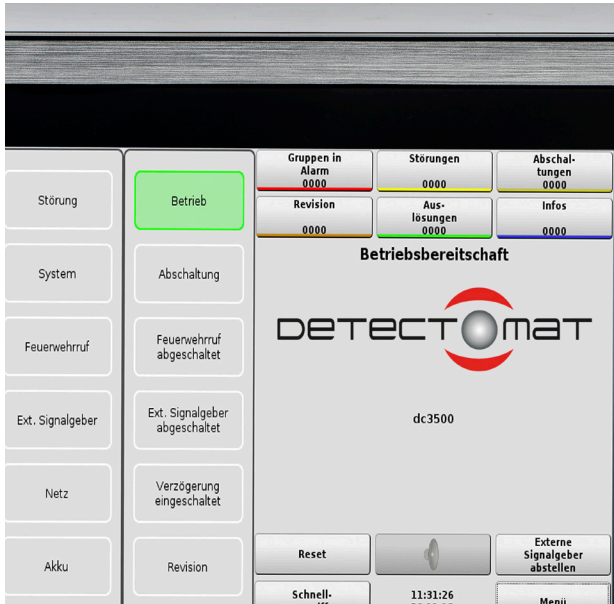 Störung
System
Feuerwehrruf
Ext. Signalgeber
Netz
Akku
Betrieb
Abschaltung
Feuerwehrruf
abgeschaltet
Ext. Signalgeber
abgeschaltet
Verzögerung
eingeschaltet
Revision
Gruppen in
Alarm
0000
Störungen
0000
Abschal-
tungen
0000
Revision
0000
Aus-
lösungen
0000
Infos
0000
Betriebsbereitschaft
DETECTOMAT
dc3500
Reset
Externe
Signalgeber
abstellen
Schnell-
11:31:26
Menü